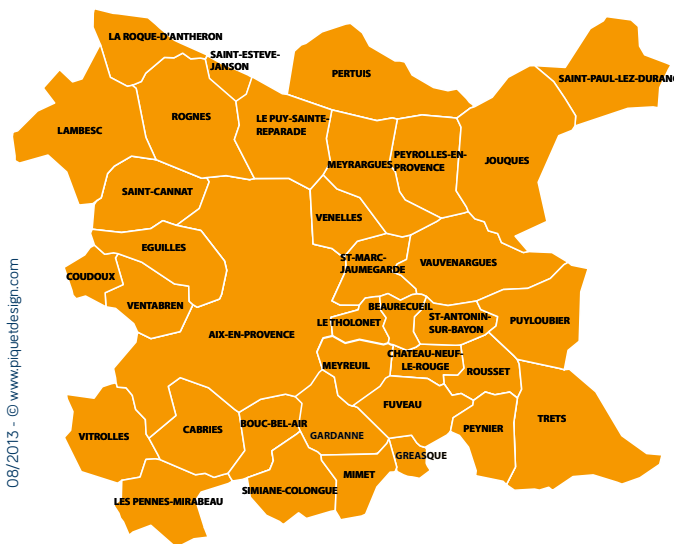 LA ROQUE-D'ANTHERON
SAINT-ESTEVE-
JANSON
PERTUIS
SAINT-PAUL-LEZ-DURANC
LAMBESC
ROGNES
LE PUY-SAINTE-
REPARADE
MEYRARGUES
PEYROLLES-EN-
PROVENCE
JOUQUES
SAINT-CANNAT
VENELLES
EGUILLES
ST-MARC-
JAUMEGARDE
VAUVENARGUES
COUDOUX
VENTABREN
AIX-EN-PROVENCE
LE THOLONET
BEAURECUEIL
ST-ANTONIN-
SUR-BAYON
PUYLOUBIER
MEYREUIL
CHATEAU-NEUF-
LE-ROUGE
ROUSSET
FUVEAU
TRETS
VITROLLES
CABRIES
BOUC-BEL-AIR
GARDANNE
PEYNIER
GREASQUE
MIMET
SIMIANE-COLONGUE
LES PENNES-MIRABEAU
08/2013 - © www.piquetdesign.com